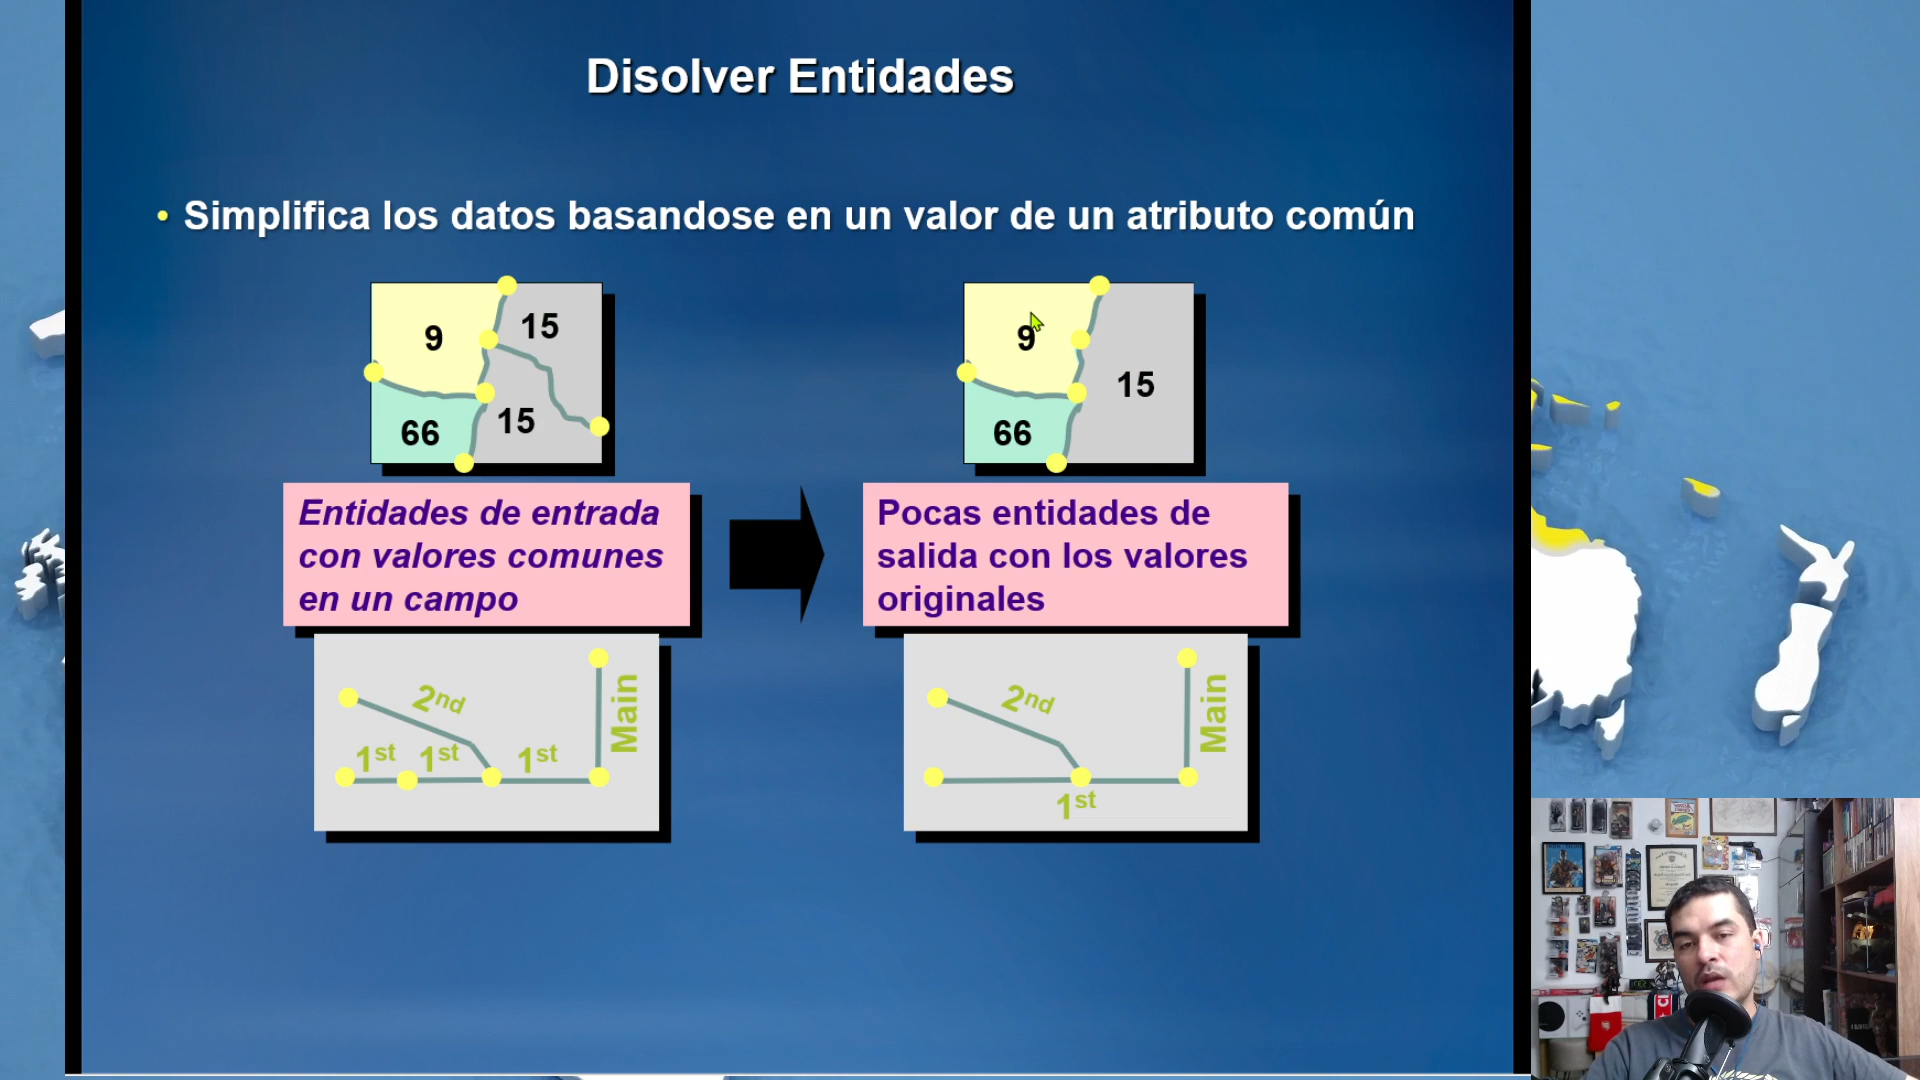 Disolver Entidades
• Simplifica los datos basandose en un valor de un atributo común
9
15
66
15
9
15
66
Entidades de entrada
con valores comunes
en un campo
Pocas entidades de
salida con los valores
originales
2nd
1st
1st
1st
Main
2nd
Main
1st